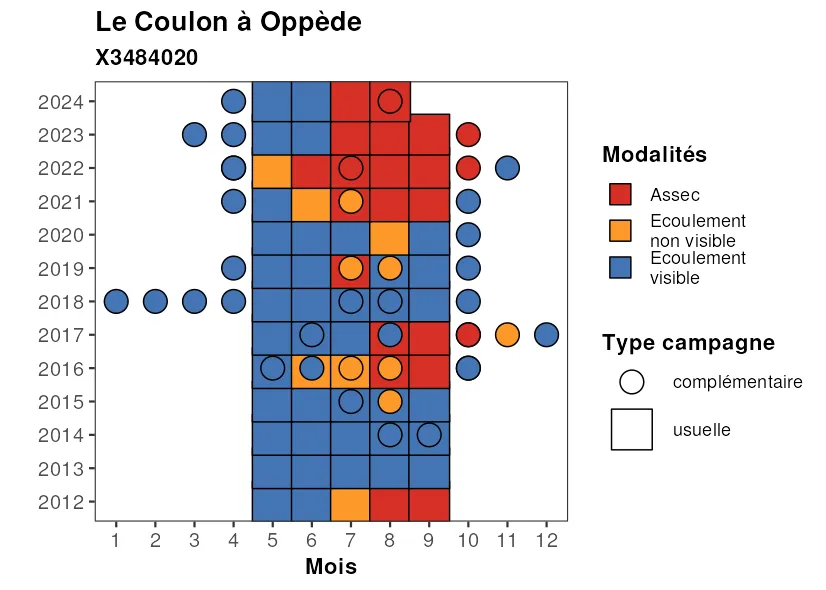 Le Coulon à Oppède
X3484020
2024
2023
2022
2021
2020
2019
2018
2017
2016
2015
2014
2013
2012
1 2 3 4 5 6 7 8 9 10 11 12
Mois
Modalités
Assec
Ecoulement
non visible
Ecoulement
visible
Type campagne
complémentaire
usuelle